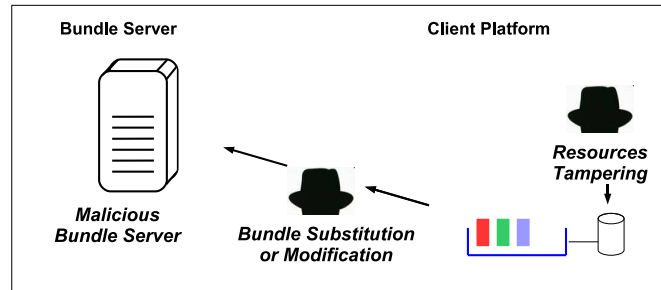 Bundle Server
Client Platform
Resources
Tampering
Malicious
Bundle Server
Bundle Substitution
or Modification